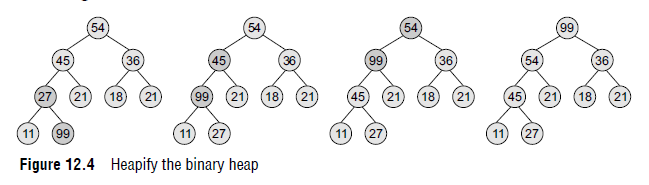 54 54 54 99
45 36 45 36 99 36 54 36
27 21 18 21 99 21 18 21 45 21 18 21 45 21 18 21
11 99 11 27 11 27 11 27
Figure 12.4 Heapify the binary heap